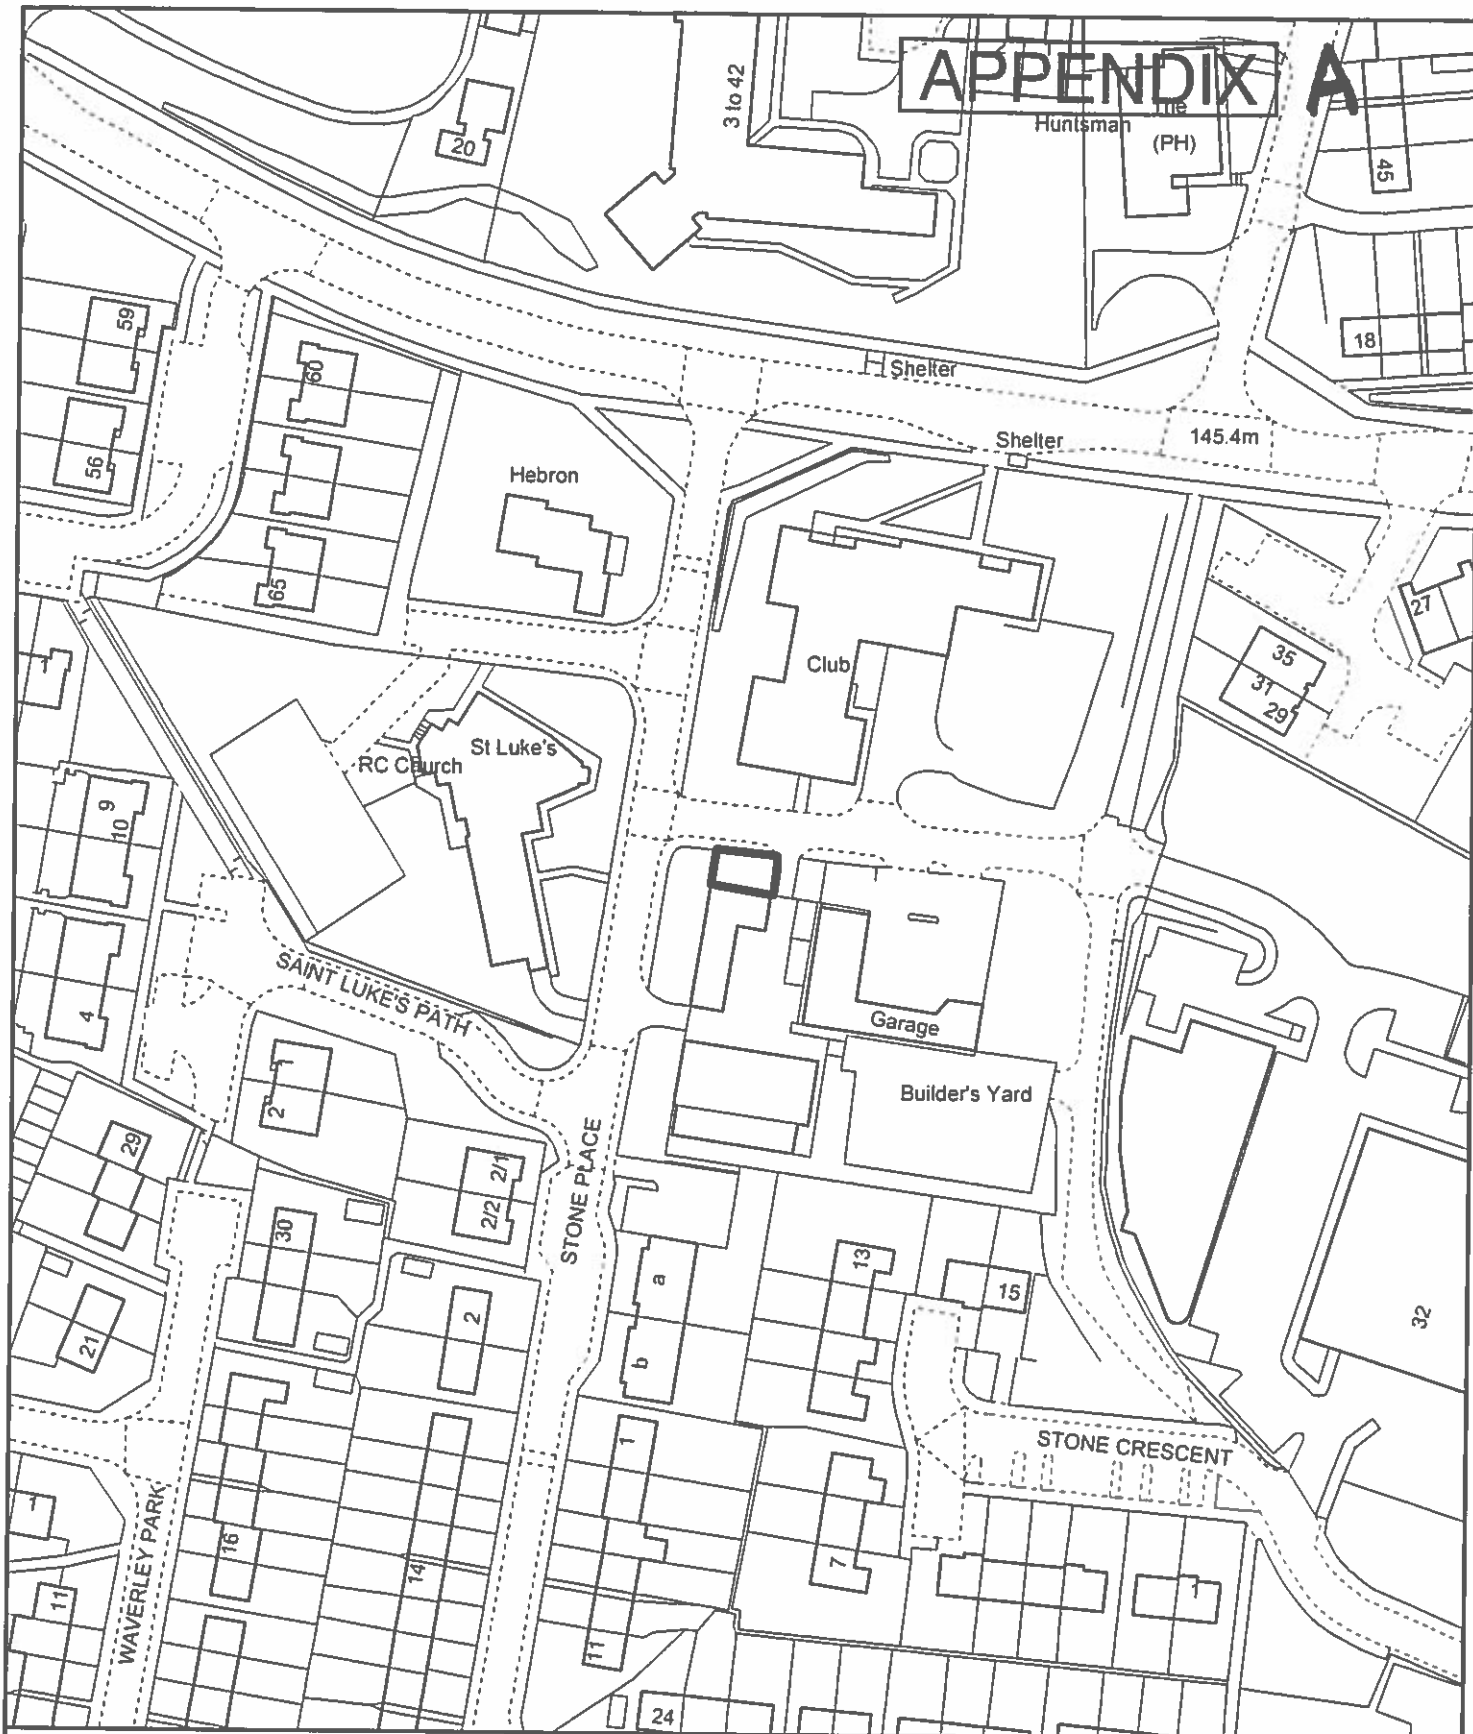 APPENDIX A
3 to 42
20
The
Huntsman
(PH)
45
18
59
60
56
65
Shelter
Shelter
145.4m
Hebron
Club
27
35
31
29
1
St Luke's
RC Church
9
10
4
SAINT LUKE'S PATH
Garage
Builder's Yard
1
2
29
2/1
2/2
STONE PLACE
30
21
2
a
b
13
15
32
STONE CRESCENT
1
1
16
14
7
11
WAVERLEY PARK
11
1
24